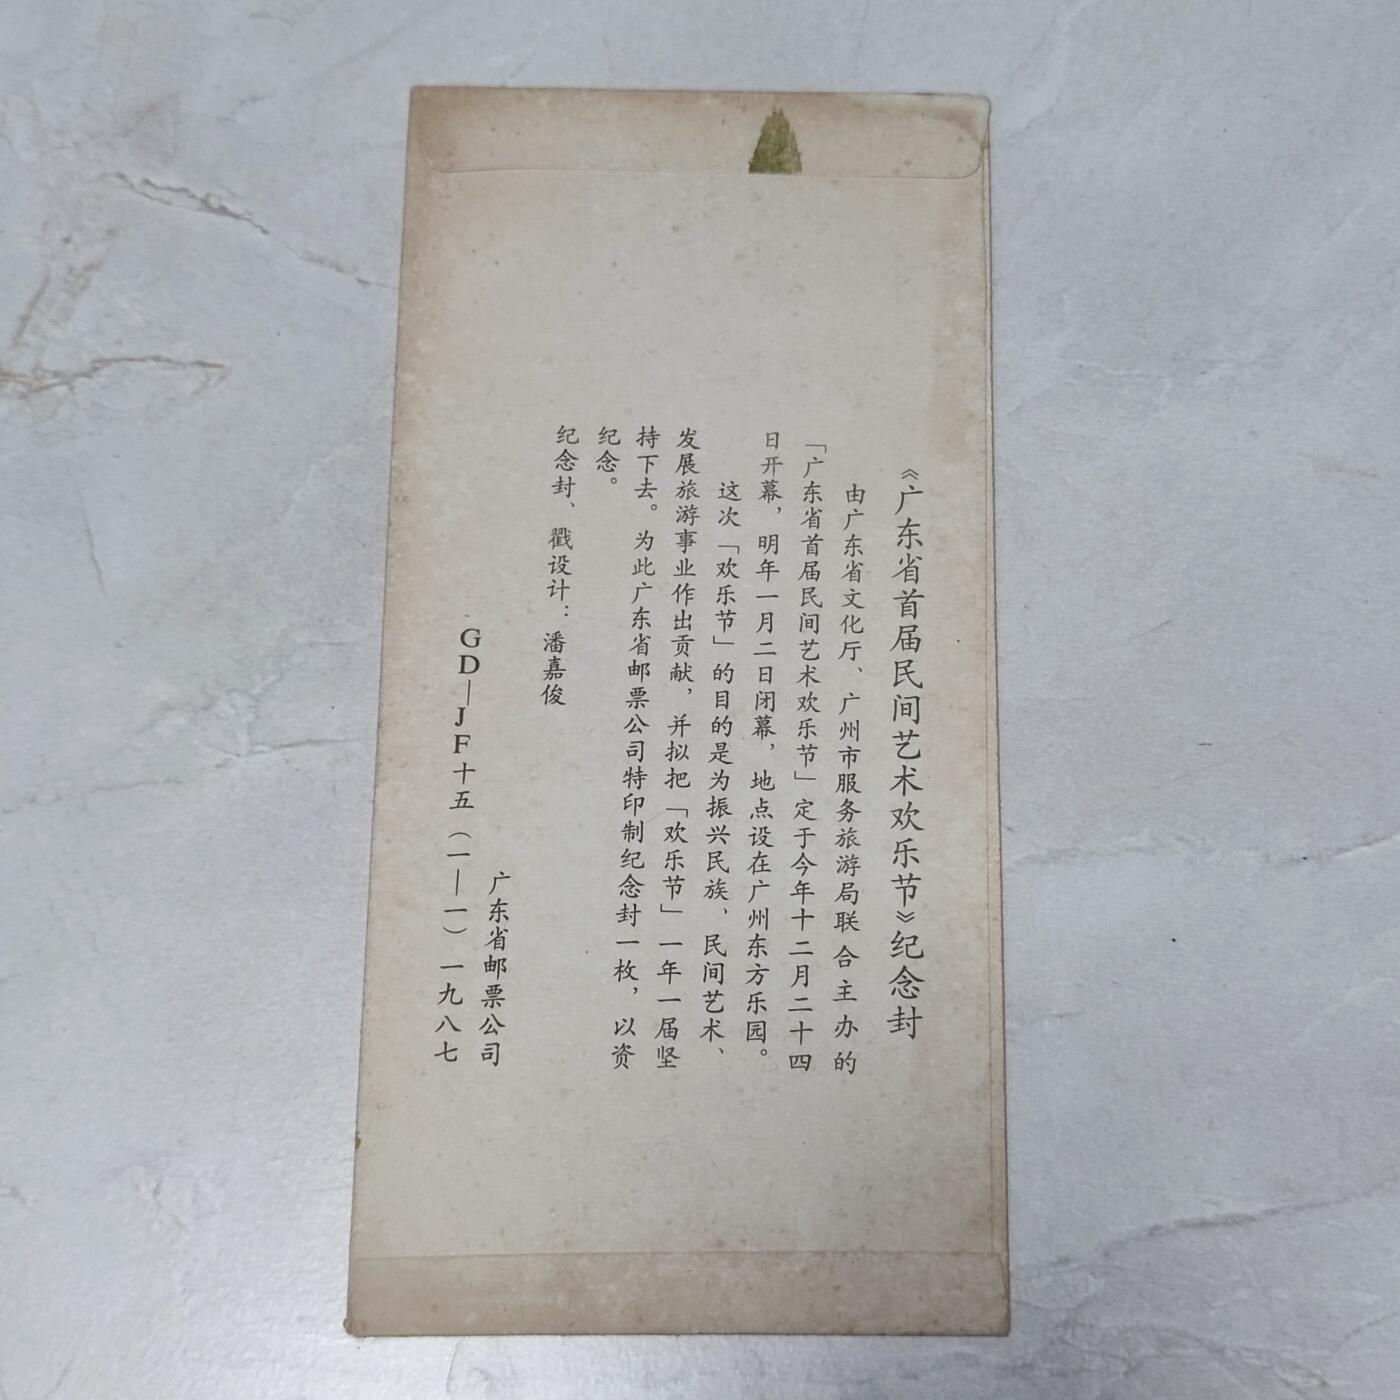 《广东省首届民间艺术欢乐节》纪念封
由广东省文化厅、广州市服务旅游局联合主办的
「广东省首届民间艺术欢乐节」定于今年十二月二十四
日开幕，明年一月二日闭幕，地点设在广州东方乐园。
这次「欢乐节」的目的是为振兴民族、民间艺术、
发展旅游事业作出贡献，并拟把「欢乐节」一年一届坚
持下去。为此广东省邮票公司特印制纪念封一枚，以资
纪念。
纪念封、戳设计：潘嘉俊
广东省邮票公司
GD—JF十五（一—一）一九八七